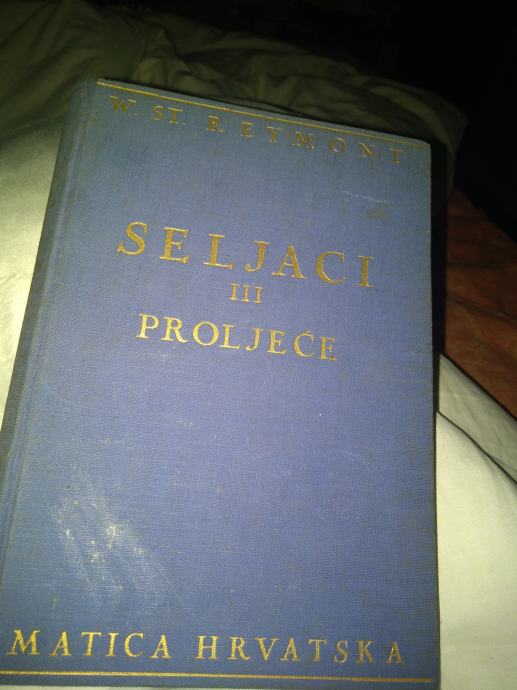 W. ST. REYMONT
SELJACI
III
PROLJEĆE
MATICA HRVATSKA